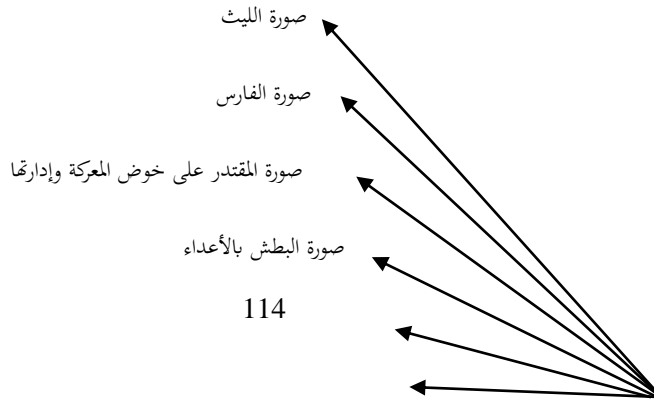 صورة الليث
صورة الفارس
صورة المقتدر على خوض المعركة وإدارتها
صورة البطش بالأعداء
114